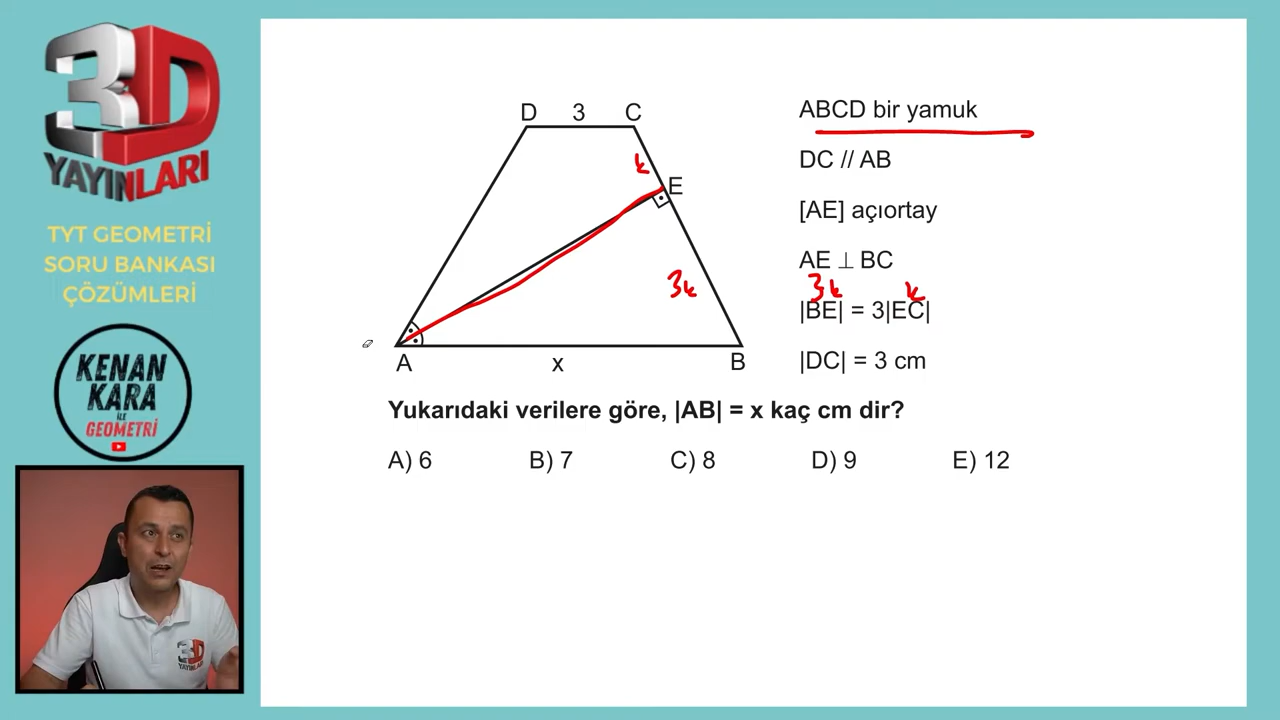 3D
YAYINLARI
TYT GEOMETRİ
SORU BANKASI
ÇÖZÜMLERİ
KENAN
KARA
İLE
GEOMETRİ
D 3 C
k
E
3k
A x B
ABCD bir yamuk
DC // AB
[AE] açıortay
AE ⊥ BC
3k k
|BE| = 3|EC|
|DC| = 3 cm
Yukarıdaki verilere göre, |AB| = x kaç cm dir?
A) 6 B) 7 C) 8 D) 9 E) 12
3D
YAYINLARI